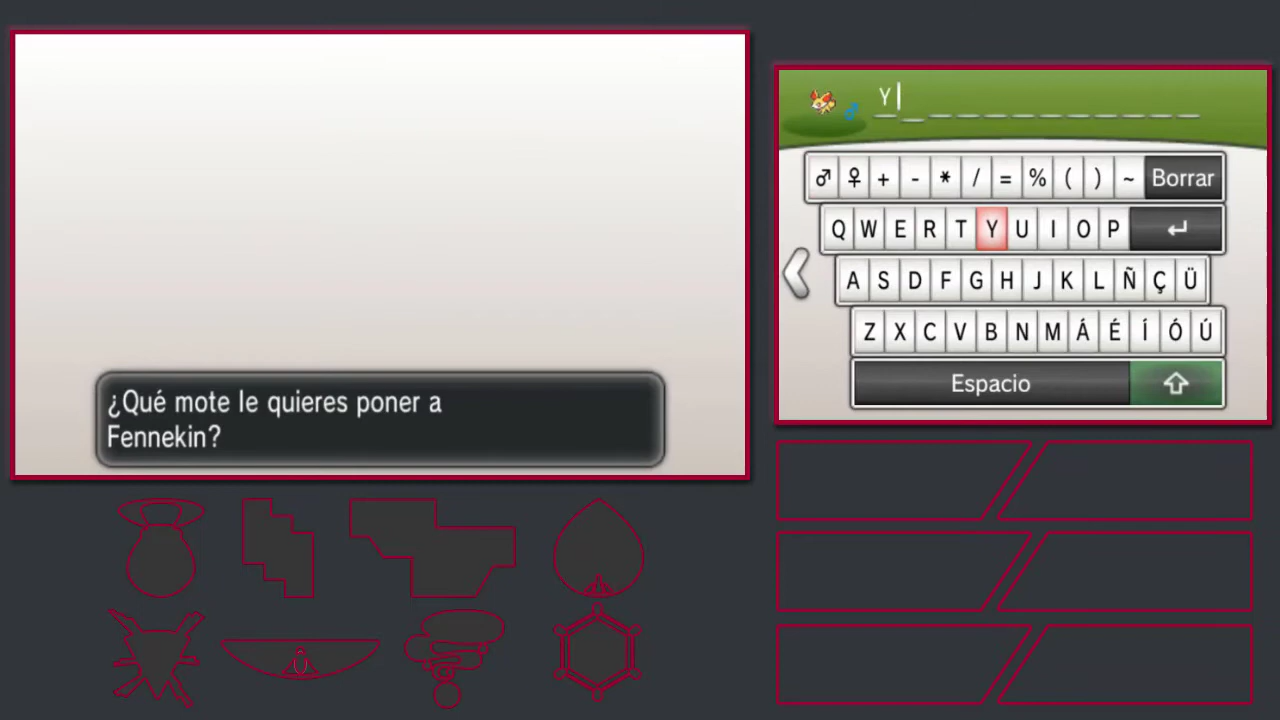 ¿Qué mote le quieres poner a
Fennekin?
♂ Y
♂ ♀ + - * / = % ( ) ~ Borrar
Q W E R T Y U I O P ↵
A S D F G H J K L Ñ Ç Ü
Z X C V B N M Á É Í Ó Ú
Espacio